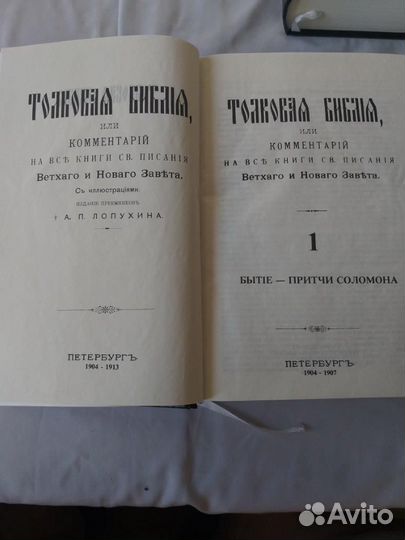 ТОЛКОВАЯ БИБЛІЯ,
ИЛИ
КОММЕНТАРІЙ
НА ВСѢ КНИГИ СВ. ПИСАНІЯ
Ветхаго и Новаго Завѣта.
Съ иллюстраціями.
ИЗДАНІЕ ПРЕЕМНИКОВЪ
† А. П. ЛОПУХИНА.
ПЕТЕРБУРГЪ
1904 - 1913
ТОЛКОВАЯ БИБЛІЯ,
ИЛИ
КОММЕНТАРІЙ
НА ВСѢ КНИГИ СВ. ПИСАНІЯ
Ветхаго и Новаго Завѣта.
1
БЫТІЕ — ПРИТЧИ СОЛОМОНА
ПЕТЕРБУРГЪ
1904 - 1907
Avito